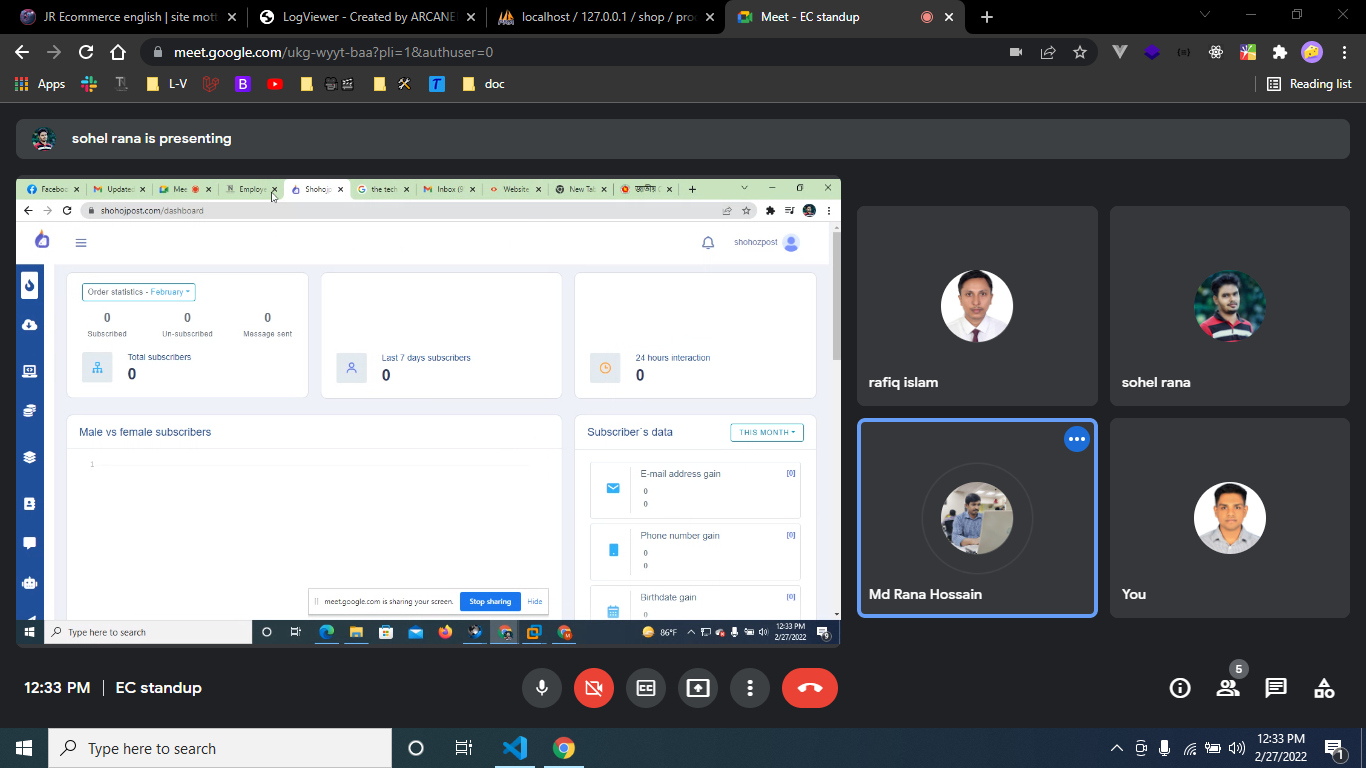 JR Ecommerce english | site mott
LogViewer - Created by ARCANE
localhost / 127.0.0.1 / shop / pro
Meet - EC standup
meet.google.com/ukg-wyyt-baa?pli=1&authuser=0
Apps
L-V
B
T
doc
Reading list
sohel rana is presenting
Faceboo
Updated
Mee
Employe
Shohojp
the tech
Inbox (9
Website
New Tab
জাতীয়
shohojpost.com/dashboard
shohozpost
Order statistics - February
0 0 0
Subscribed Un-subscribed Message sent
Total subscribers
0
Last 7 days subscribers
0
24 hours interaction
0
Male vs female subscribers
1
Subscriber`s data
THIS MONTH
E-mail address gain [0]
0
0
Phone number gain [0]
0
0
Birthdate gain [0]
0
meet.google.com is sharing your screen.
Stop sharing
Hide
Type here to search
86°F
12:33 PM
2/27/2022
rafiq islam
sohel rana
Md Rana Hossain
You
12:33 PM | EC standup
5
Type here to search
12:33 PM
2/27/2022
1